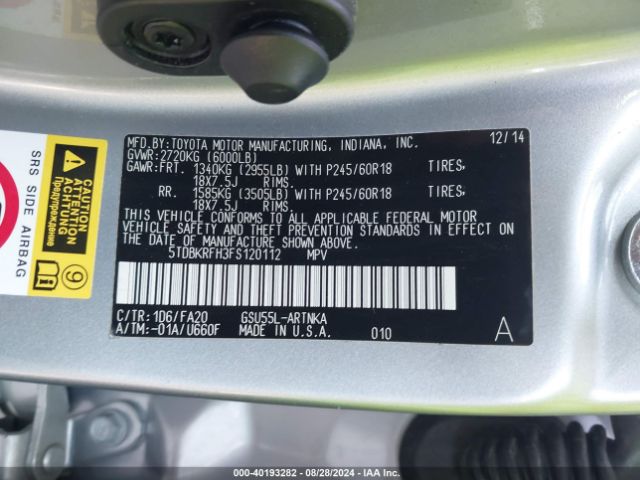 MFD.BY:TOYOTA MOTOR MANUFACTURING, INDIANA, INC. 12/14
GVWR:2720KG (6000LB)
GAWR:FRT. 1340KG (2955LB) WITH P245/60R18 TIRES,
18X7.5J RIMS.
RR. 1585KG (3505LB) WITH P245/60R18 TIRES,
18X7.5J RIMS.
THIS VEHICLE CONFORMS TO ALL APPLICABLE FEDERAL MOTOR
VEHICLE SAFETY AND THEFT PREVENTION STANDARDS IN EFFECT
ON THE DATE OF MANUFACTURE SHOWN ABOVE.
5TDBKRFH3FS120112 MPV
C/TR:1D6/FA20 GSU55L-ARTNKA
A/TM:-01A/U660F MADE IN U.S.A. 010 A
SRS SIDE AIRBAG
CAUTION
ATTENTION
ACHTUNG
Предупреждение
9
000-40193282 - 08/28/2024 - IAA Inc.